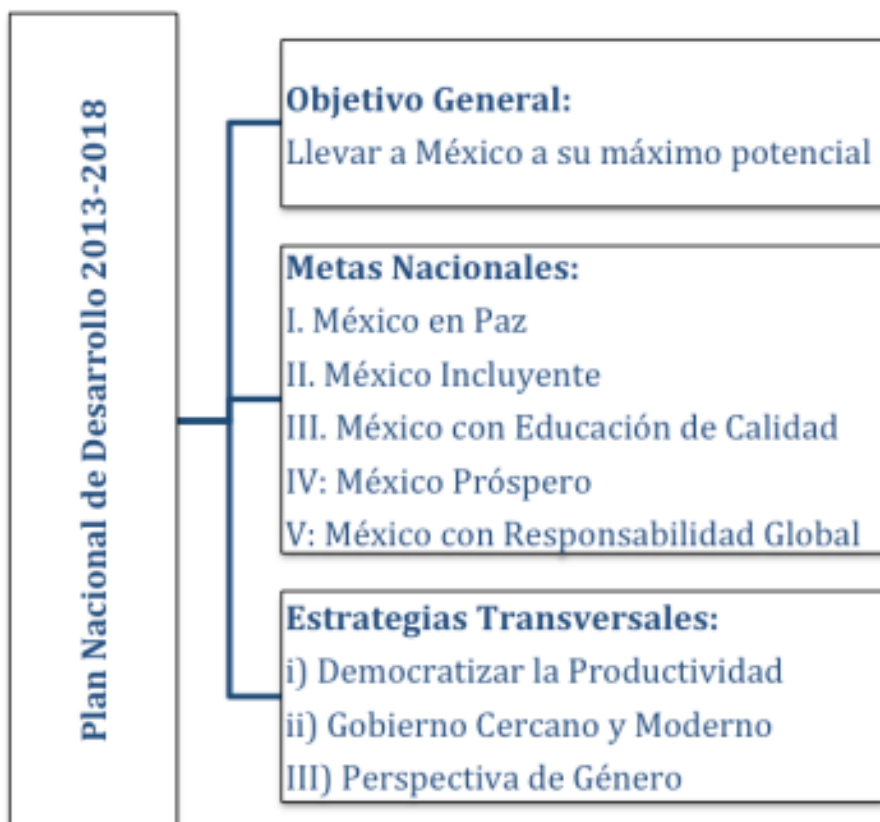 Plan Nacional de Desarrollo 2013-2018
Objetivo General:
Llevar a México a su máximo potencial
Metas Nacionales:
I. México en Paz
II. México Incluyente
III. México con Educación de Calidad
IV: México Próspero
V: México con Responsabilidad Global
Estrategias Transversales:
i) Democratizar la Productividad
ii) Gobierno Cercano y Moderno
III) Perspectiva de Género